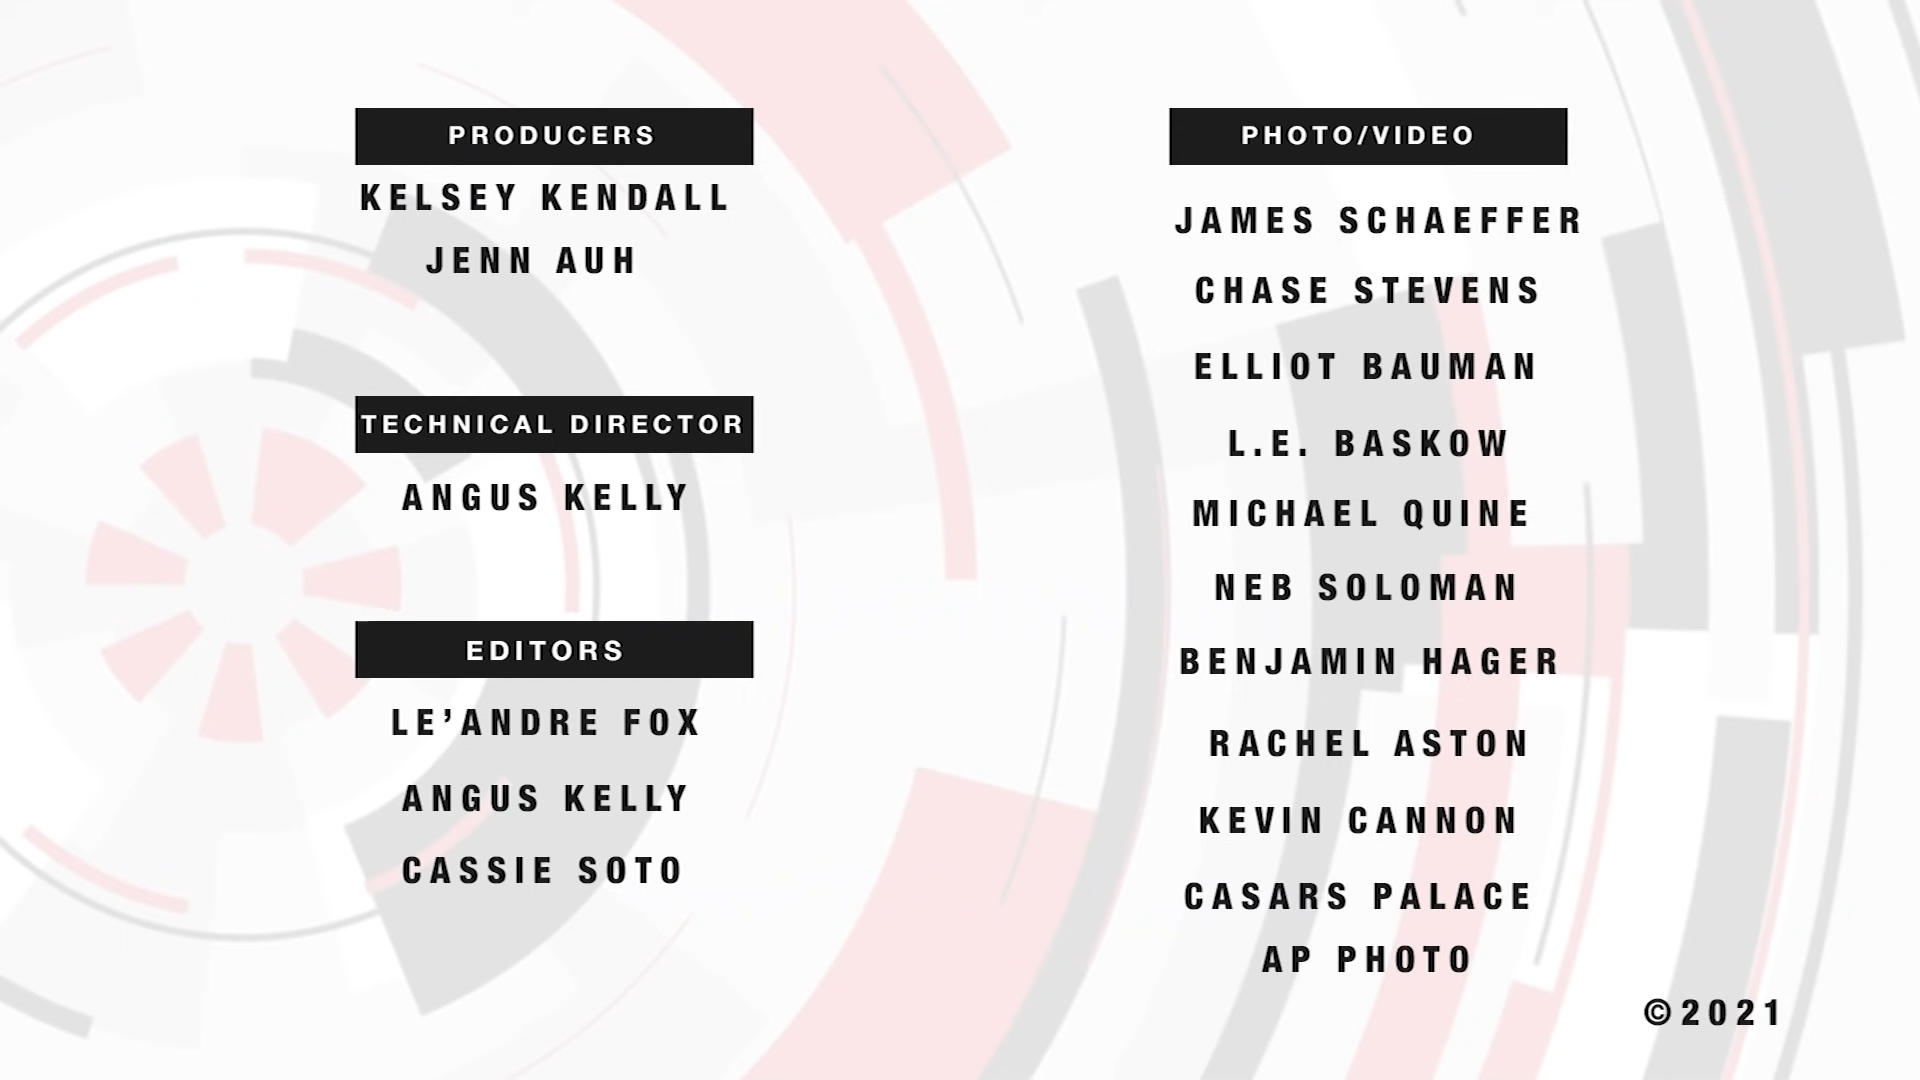 PRODUCERS
KELSEY KENDALL
JENN AUH
TECHNICAL DIRECTOR
ANGUS KELLY
EDITORS
LE’ANDRE FOX
ANGUS KELLY
CASSIE SOTO
PHOTO/VIDEO
JAMES SCHAEFFER
CHASE STEVENS
ELLIOT BAUMAN
L.E. BASKOW
MICHAEL QUINE
NEB SOLOMAN
BENJAMIN HAGER
RACHEL ASTON
KEVIN CANNON
CASARS PALACE
AP PHOTO
©2021